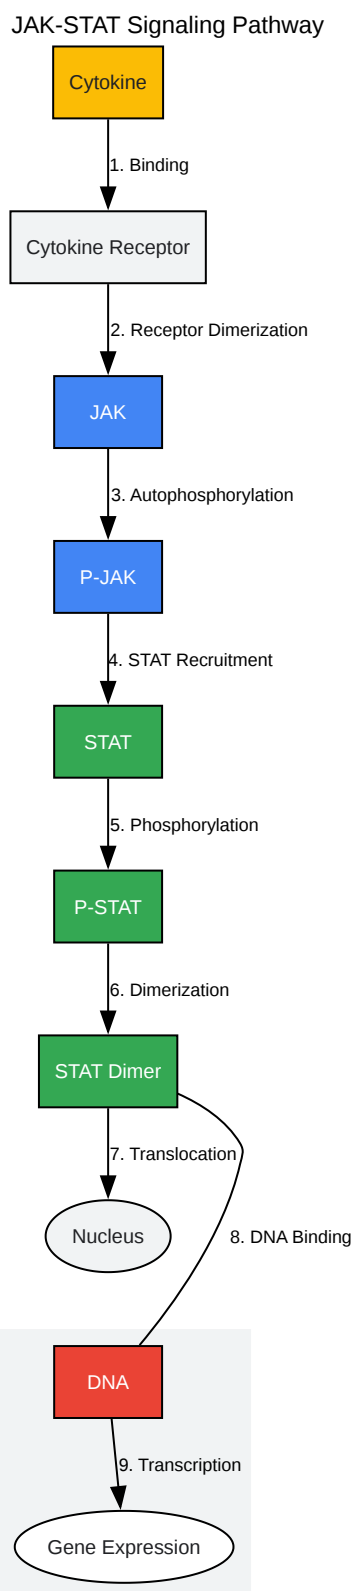 JAK-STAT Signaling Pathway
Cytokine
1. Binding
Cytokine Receptor
2. Receptor Dimerization
JAK
3. Autophosphorylation
P-JAK
4. STAT Recruitment
STAT
5. Phosphorylation
P-STAT
6. Dimerization
STAT Dimer
7. Translocation
Nucleus
8. DNA Binding
DNA
9. Transcription
Gene Expression